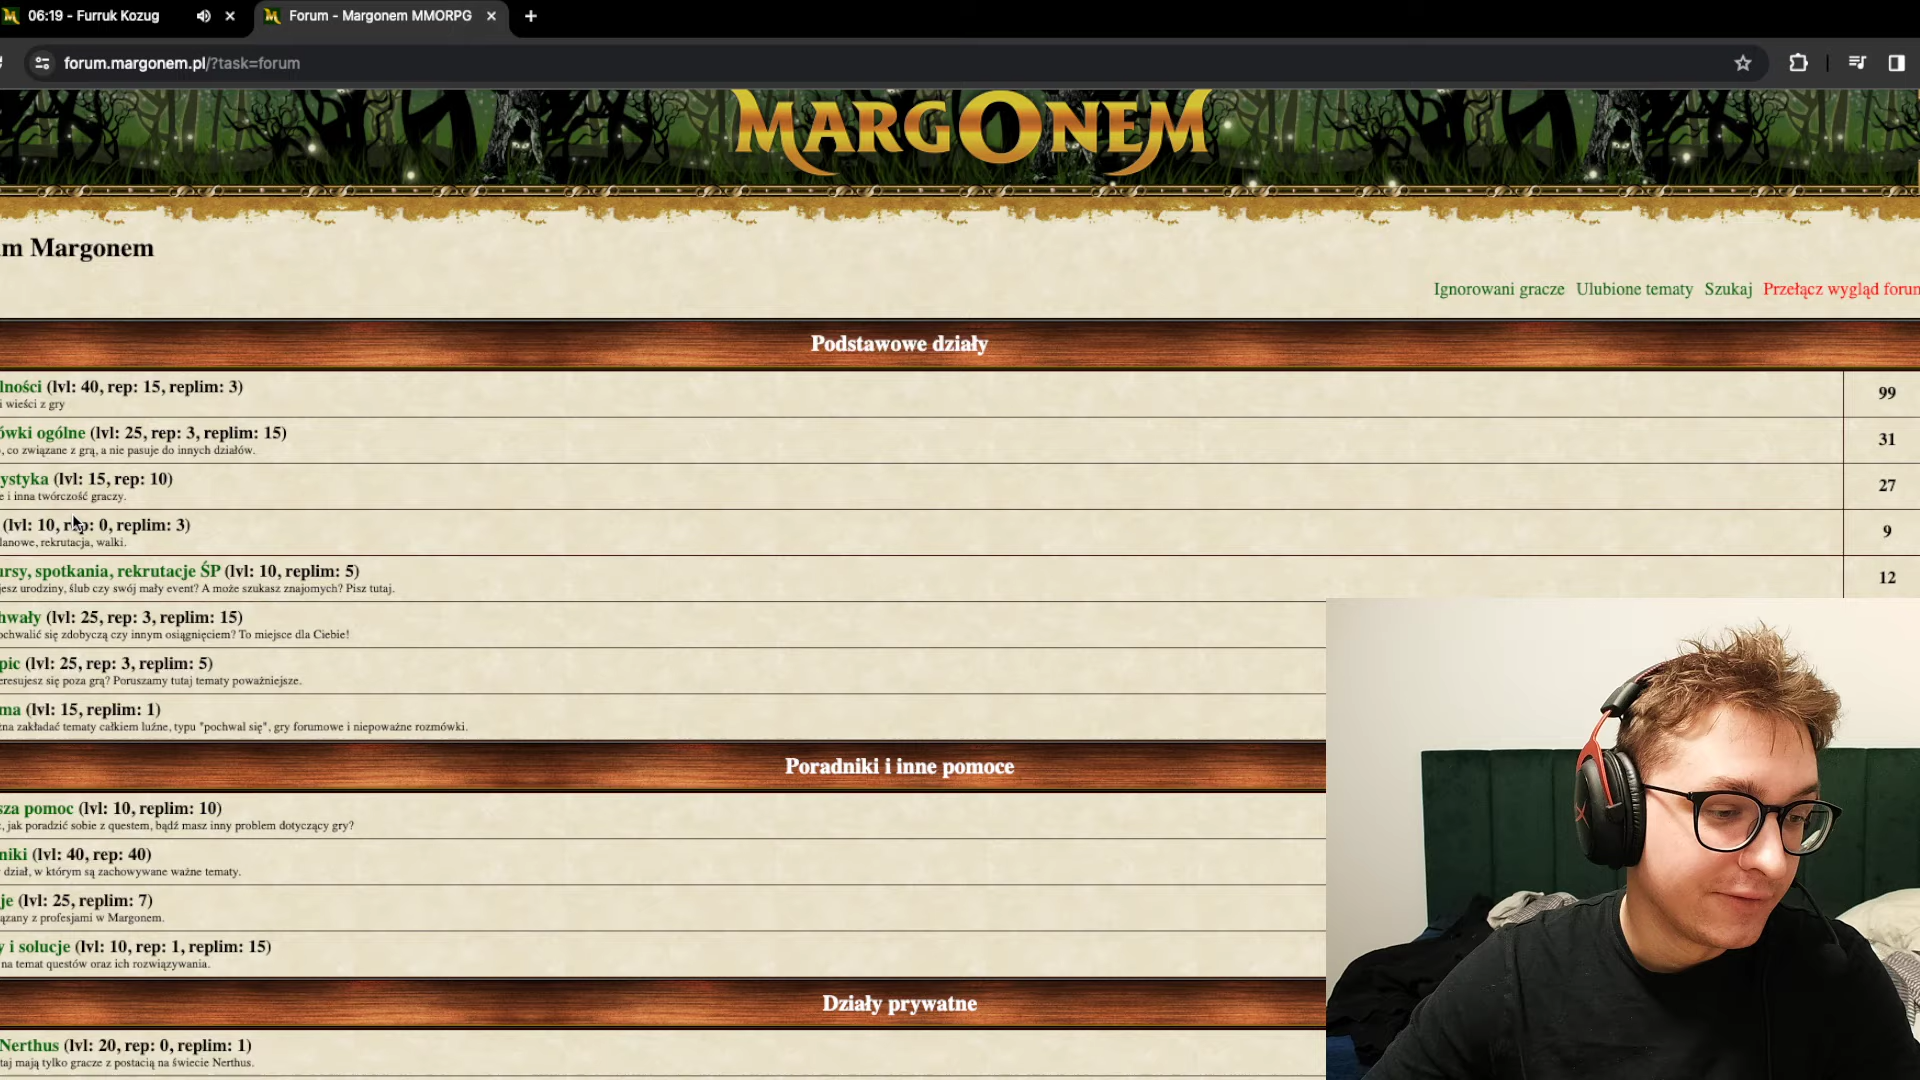 06:19 - Furruk Kozug
Forum - Margonem MMORPG
forum.margonem.pl/?task=forum
MARGONEM
um Margonem
Ignorowani gracze Ulubione tematy Szukaj Przełącz wygląd forum
Podstawowe działy
lności (lvl: 40, rep: 15, replim: 3)
i wieści z gry
99
ówki ogólne (lvl: 25, rep: 3, replim: 15)
, co związane z grą, a nie pasuje do innych działów.
31
ystyka (lvl: 15, rep: 10)
e i inna twórczość graczy.
27
(lvl: 10, rep: 0, replim: 3)
lanowe, rekrutacja, walki.
9
ursy, spotkania, rekrutacje ŚP (lvl: 10, replim: 5)
jesz urodziny, ślub czy swój mały event? A może szukasz znajomych? Pisz tutaj.
12
hwały (lvl: 25, rep: 3, replim: 15)
ochwalić się zdobyczą czy innym osiągnięciem? To miejsce dla Ciebie!
pic (lvl: 25, rep: 3, replim: 5)
eresujesz się poza grą? Poruszamy tutaj tematy poważniejsze.
ma (lvl: 15, replim: 1)
żna zakładać tematy całkiem luźne, typu "pochwal się", gry forumowe i niepoważne rozmówki.
Poradniki i inne pomoce
sza pomoc (lvl: 10, replim: 10)
, jak poradzić sobie z questem, bądź masz inny problem dotyczący gry?
niki (lvl: 40, rep: 40)
dział, w którym są zachowywane ważne tematy.
je (lvl: 25, replim: 7)
ązany z profesjami w Margonem.
y i solucje (lvl: 10, rep: 1, replim: 15)
na temat questów oraz ich rozwiązywania.
Działy prywatne
Nerthus (lvl: 20, rep: 0, replim: 1)
taj mają tylko gracze z postacią na świecie Nerthus.